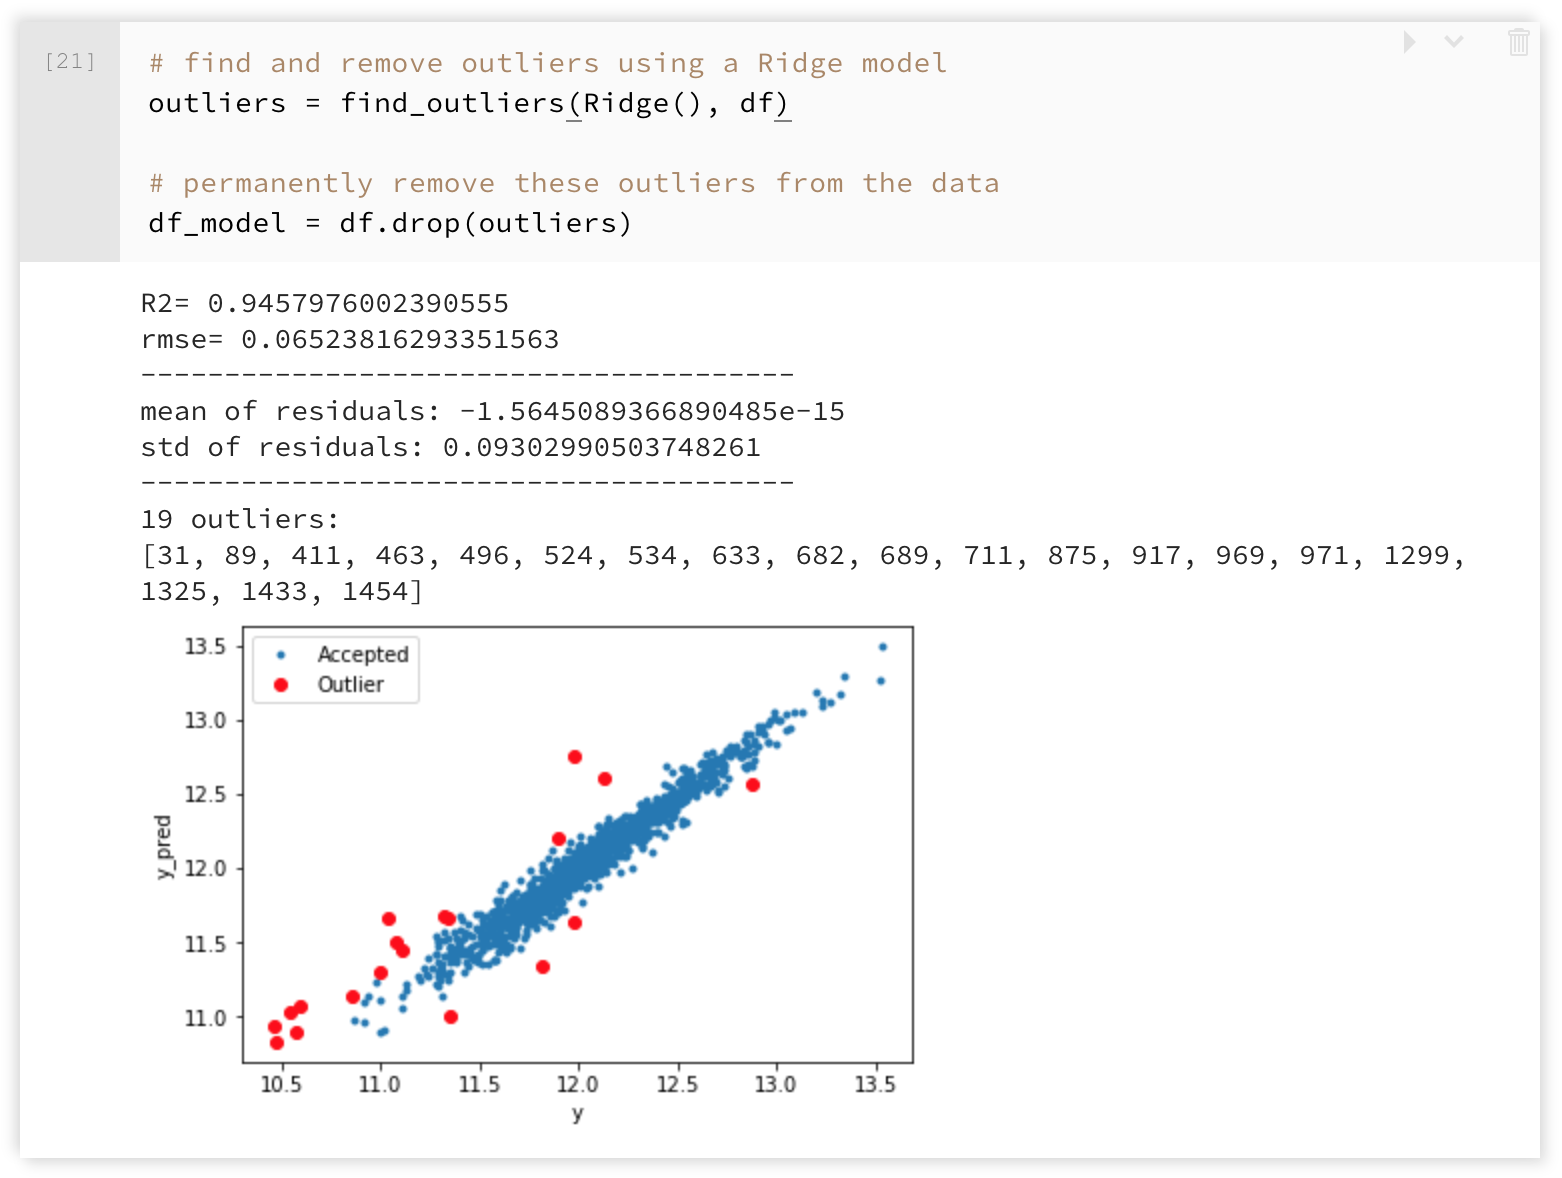 [21]
# find and remove outliers using a Ridge model
outliers = find_outliers(Ridge(), df)
# permanently remove these outliers from the data
df_model = df.drop(outliers)
R2= 0.9457976002390555
rmse= 0.06523816293351563
---------------------------------------
mean of residuals: -1.5645089366890485e-15
std of residuals: 0.09302990503748261
---------------------------------------
19 outliers:
[31, 89, 411, 463, 496, 524, 534, 633, 682, 689, 711, 875, 917, 969, 971, 1299,
1325, 1433, 1454]
Accepted
Outlier
13.5
13.0
12.5
12.0
11.5
11.0
y_pred
10.5 11.0 11.5 12.0 12.5 13.0 13.5
y